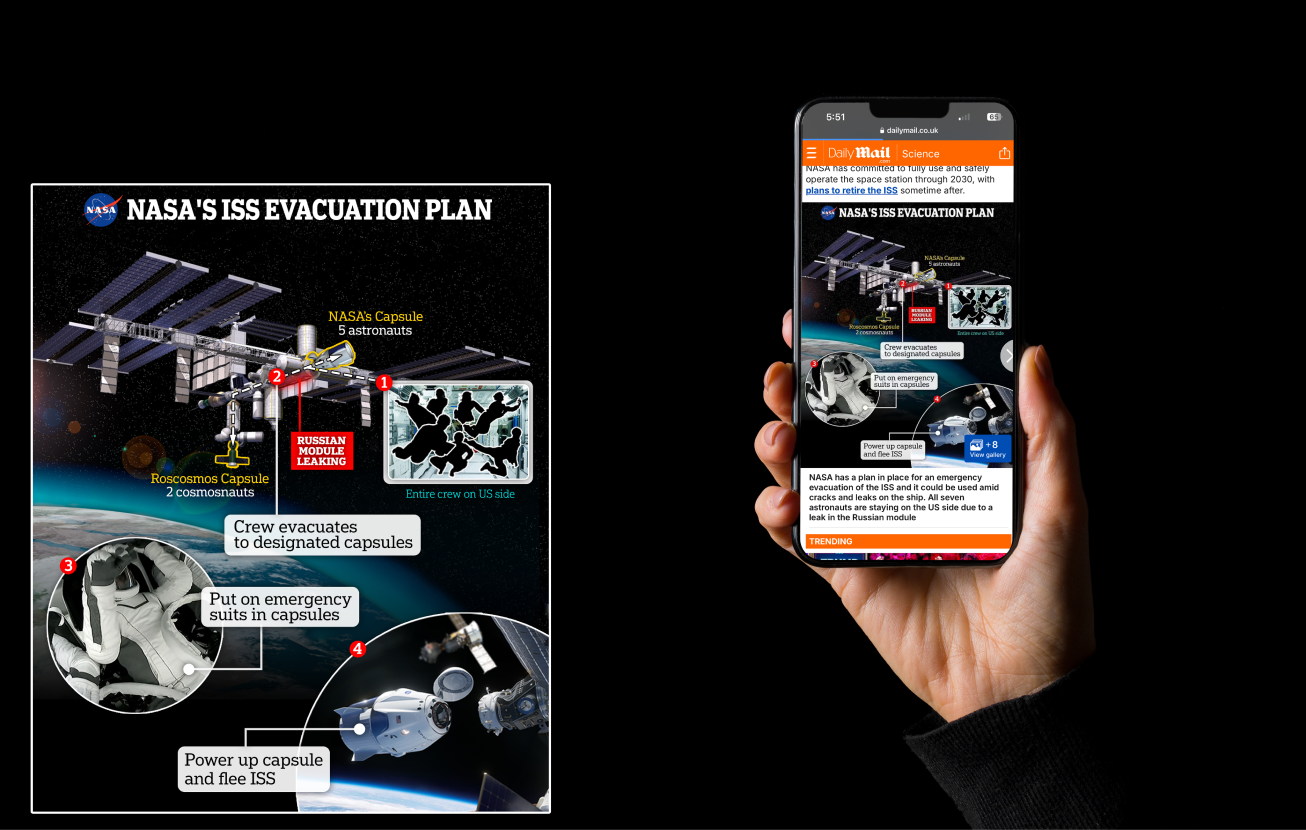 NASA
NASA'S ISS EVACUATION PLAN
NASA's Capsule
5 astronauts
2
1
RUSSIAN
MODULE
LEAKING
Roscosmos Capsule
2 cosmosnauts
Entire crew on US side
Crew evacuates
to designated capsules
3
Put on emergency
suits in capsules
4
Power up capsule
and flee ISS
5:51
65
dailymail.co.uk
Daily Mail
.com
Science
NASA has committed to fully use and safely
operate the space station through 2030, with
plans to retire the ISS sometime after.
NASA
NASA'S ISS EVACUATION PLAN
NASA's Capsule
5 astronauts
2
1
RUSSIAN
MODULE
LEAKING
Roscosmos Capsule
2 cosmosnauts
Entire crew on US side
Crew evacuates
to designated capsules
3
Put on emergency
suits in capsules
4
Power up capsule
and flee ISS
+8
View gallery
NASA has a plan in place for an emergency
evacuation of the ISS and it could be used amid
cracks and leaks on the ship. All seven
astronauts are staying on the US side due to a
leak in the Russian module
TRENDING